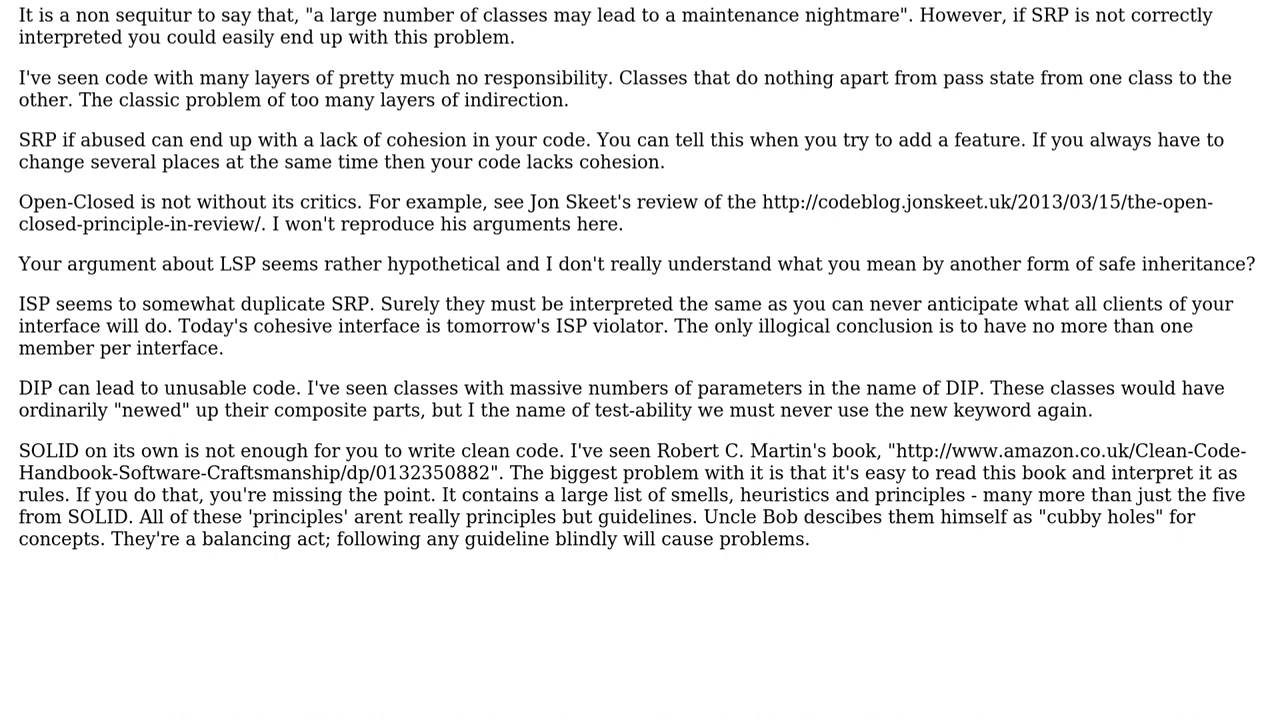 It is a non sequitur to say that, "a large number of classes may lead to a maintenance nightmare". However, if SRP is not correctly
interpreted you could easily end up with this problem.
I've seen code with many layers of pretty much no responsibility. Classes that do nothing apart from pass state from one class to the
other. The classic problem of too many layers of indirection.
SRP if abused can end up with a lack of cohesion in your code. You can tell this when you try to add a feature. If you always have to
change several places at the same time then your code lacks cohesion.
Open-Closed is not without its critics. For example, see Jon Skeet's review of the http://codeblog.jonskeet.uk/2013/03/15/the-open-
closed-principle-in-review/. I won't reproduce his arguments here.
Your argument about LSP seems rather hypothetical and I don't really understand what you mean by another form of safe inheritance?
ISP seems to somewhat duplicate SRP. Surely they must be interpreted the same as you can never anticipate what all clients of your
interface will do. Today's cohesive interface is tomorrow's ISP violator. The only illogical conclusion is to have no more than one
member per interface.
DIP can lead to unusable code. I've seen classes with massive numbers of parameters in the name of DIP. These classes would have
ordinarily "newed" up their composite parts, but I the name of test-ability we must never use the new keyword again.
SOLID on its own is not enough for you to write clean code. I've seen Robert C. Martin's book, "http://www.amazon.co.uk/Clean-Code-
Handbook-Software-Craftsmanship/dp/0132350882". The biggest problem with it is that it's easy to read this book and interpret it as
rules. If you do that, you're missing the point. It contains a large list of smells, heuristics and principles - many more than just the five
from SOLID. All of these 'principles' arent really principles but guidelines. Uncle Bob descibes them himself as "cubby holes" for
concepts. They're a balancing act; following any guideline blindly will cause problems.